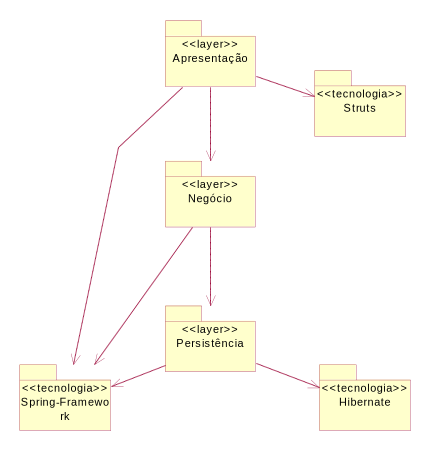 <<layer>>
Apresentação
<<tecnologia>>
Struts
<<layer>>
Negócio
<<layer>>
Persistência
<<tecnologia>>
Spring-Framewo
rk
<<tecnologia>>
Hibernate